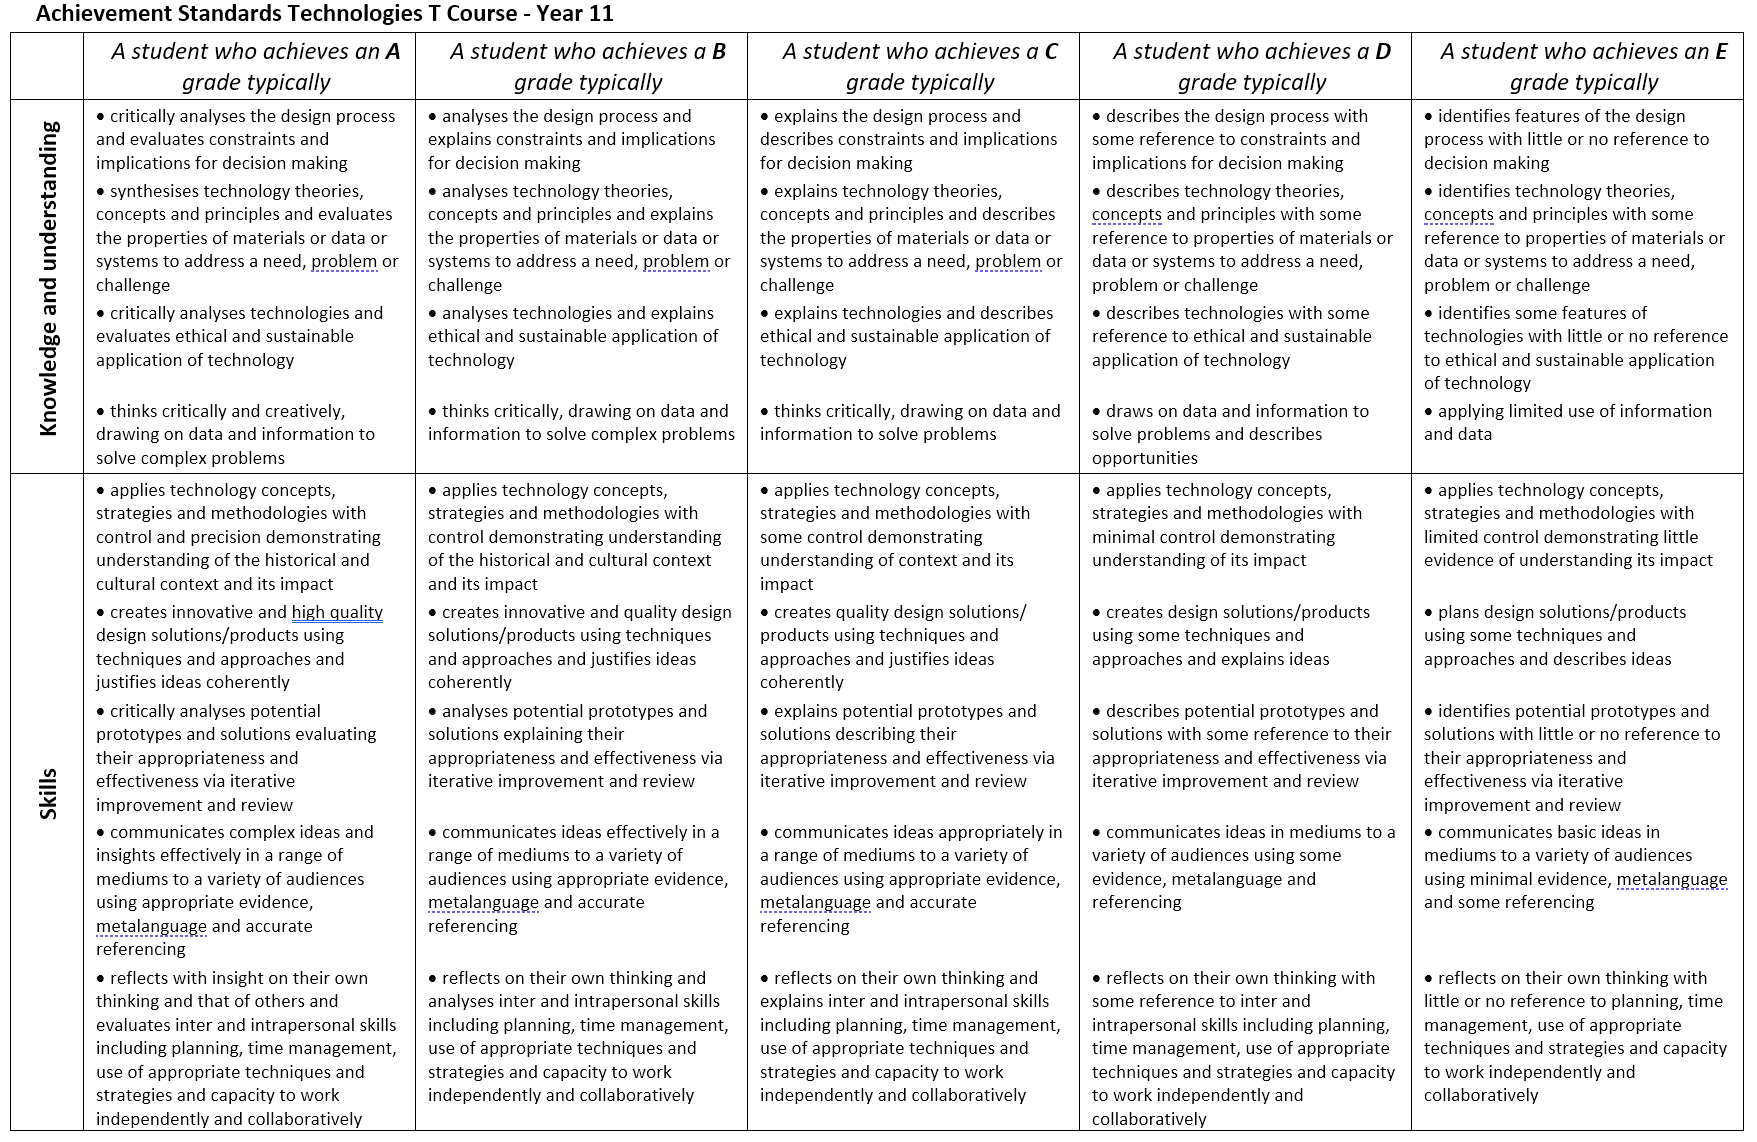 Achievement Standards Technologies T Course - Year 11
A student who achieves an A
grade typically
A student who achieves a B
grade typically
A student who achieves a C
grade typically
A student who achieves a D
grade typically
A student who achieves an E
grade typically
Knowledge and understanding
• critically analyses the design process
and evaluates constraints and
implications for decision making
• synthesises technology theories,
concepts and principles and evaluates
the properties of materials or data or
systems to address a need, problem or
challenge
• critically analyses technologies and
evaluates ethical and sustainable
application of technology
• thinks critically and creatively,
drawing on data and information to
solve complex problems
• analyses the design process and
explains constraints and implications
for decision making
• analyses technology theories,
concepts and principles and explains
the properties of materials or data or
systems to address a need, problem or
challenge
• analyses technologies and explains
ethical and sustainable application of
technology
• thinks critically, drawing on data and
information to solve complex problems
• explains the design process and
describes constraints and implications
for decision making
• explains technology theories,
concepts and principles and describes
the properties of materials or data or
systems to address a need, problem or
challenge
• explains technologies and describes
ethical and sustainable application of
technology
• thinks critically, drawing on data and
information to solve problems
• describes the design process with
some reference to constraints and
implications for decision making
• describes technology theories,
concepts and principles with some
reference to properties of materials or
data or systems to address a need,
problem or challenge
• describes technologies with some
reference to ethical and sustainable
application of technology
• draws on data and information to
solve problems and describes
opportunities
• identifies features of the design
process with little or no reference to
decision making
• identifies technology theories,
concepts and principles with some
reference to properties of materials or
data or systems to address a need,
problem or challenge
• identifies some features of
technologies with little or no reference
to ethical and sustainable application
of technology
• applying limited use of information
and data
Skills
• applies technology concepts,
strategies and methodologies with
control and precision demonstrating
understanding of the historical and
cultural context and its impact
• creates innovative and high quality
design solutions/products using
techniques and approaches and
justifies ideas coherently
• critically analyses potential
prototypes and solutions evaluating
their appropriateness and
effectiveness via iterative
improvement and review
• communicates complex ideas and
insights effectively in a range of
mediums to a variety of audiences
using appropriate evidence,
metalanguage and accurate
referencing
• reflects with insight on their own
thinking and that of others and
evaluates inter and intrapersonal skills
including planning, time management,
use of appropriate techniques and
strategies and capacity to work
independently and collaboratively
• applies technology concepts,
strategies and methodologies with
control demonstrating understanding
of the historical and cultural context
and its impact
• creates innovative and quality design
solutions/products using techniques
and approaches and justifies ideas
coherently
• analyses potential prototypes and
solutions explaining their
appropriateness and effectiveness via
iterative improvement and review
• communicates ideas effectively in a
range of mediums to a variety of
audiences using appropriate evidence,
metalanguage and accurate
referencing
• reflects on their own thinking and
analyses inter and intrapersonal skills
including planning, time management,
use of appropriate techniques and
strategies and capacity to work
independently and collaboratively
• applies technology concepts,
strategies and methodologies with
some control demonstrating
understanding of context and its
impact
• creates quality design solutions/
products using techniques and
approaches and justifies ideas
coherently
• explains potential prototypes and
solutions describing their
appropriateness and effectiveness via
iterative improvement and review
• communicates ideas appropriately in
a range of mediums to a variety of
audiences using appropriate evidence,
metalanguage and accurate
referencing
• reflects on their own thinking and
explains inter and intrapersonal skills
including planning, time management,
use of appropriate techniques and
strategies and capacity to work
independently and collaboratively
• applies technology concepts,
strategies and methodologies with
minimal control demonstrating
understanding of its impact
• creates design solutions/products
using some techniques and
approaches and explains ideas
• describes potential prototypes and
solutions with some reference to their
appropriateness and effectiveness via
iterative improvement and review
• communicates ideas in mediums to a
variety of audiences using some
evidence, metalanguage and
referencing
• reflects on their own thinking with
some reference to inter and
intrapersonal skills including planning,
time management, use of appropriate
techniques and strategies and capacity
to work independently and
collaboratively
• applies technology concepts,
strategies and methodologies with
limited control demonstrating little
evidence of understanding its impact
• plans design solutions/products
using some techniques and
approaches and describes ideas
• identifies potential prototypes and
solutions with little or no reference to
their appropriateness and
effectiveness via iterative
improvement and review
• communicates basic ideas in
mediums to a variety of audiences
using minimal evidence, metalanguage
and some referencing
• reflects on their own thinking with
little or no reference to planning, time
management, use of appropriate
techniques and strategies and capacity
to work independently and
collaboratively